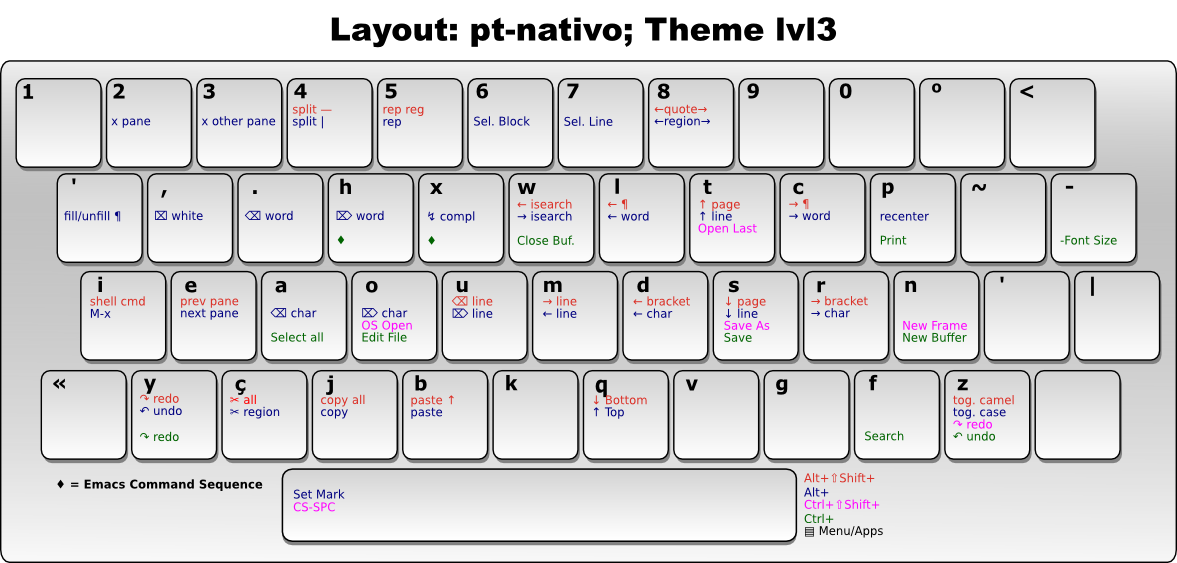 Layout: pt-nativo; Theme lvl3
1
2
x pane
3
x other pane
4
split —
split |
5
rep reg
rep
6
Sel. Block
7
Sel. Line
8
←quote→
←region→
9
0
º
<
'
fill/unfill ¶
,
⌧ white
.
⌫ word
h
⌦ word
♦
x
↯ compl
♦
w
← isearch
→ isearch
Close Buf.
l
← ¶
← word
t
↑ page
↑ line
Open Last
c
→ ¶
→ word
p
recenter
Print
~
-
-Font Size
i
shell cmd
M-x
e
prev pane
next pane
a
⌫ char
Select all
o
⌦ char
OS Open
Edit File
u
⌫ line
⌦ line
m
→ line
← line
d
← bracket
← char
s
↓ page
↓ line
Save As
Save
r
→ bracket
→ char
n
New Frame
New Buffer
'
|
«
y
↷ redo
↶ undo
↷ redo
ç
✂ all
✂ region
j
copy all
copy
b
paste ↑
paste
k
q
↓ Bottom
↑ Top
v
g
f
Search
z
tog. camel
tog. case
↷ redo
↶ undo
♦ = Emacs Command Sequence
Set Mark
CS-SPC
Alt+⇧Shift+
Alt+
Ctrl+⇧Shift+
Ctrl+
▤ Menu/Apps